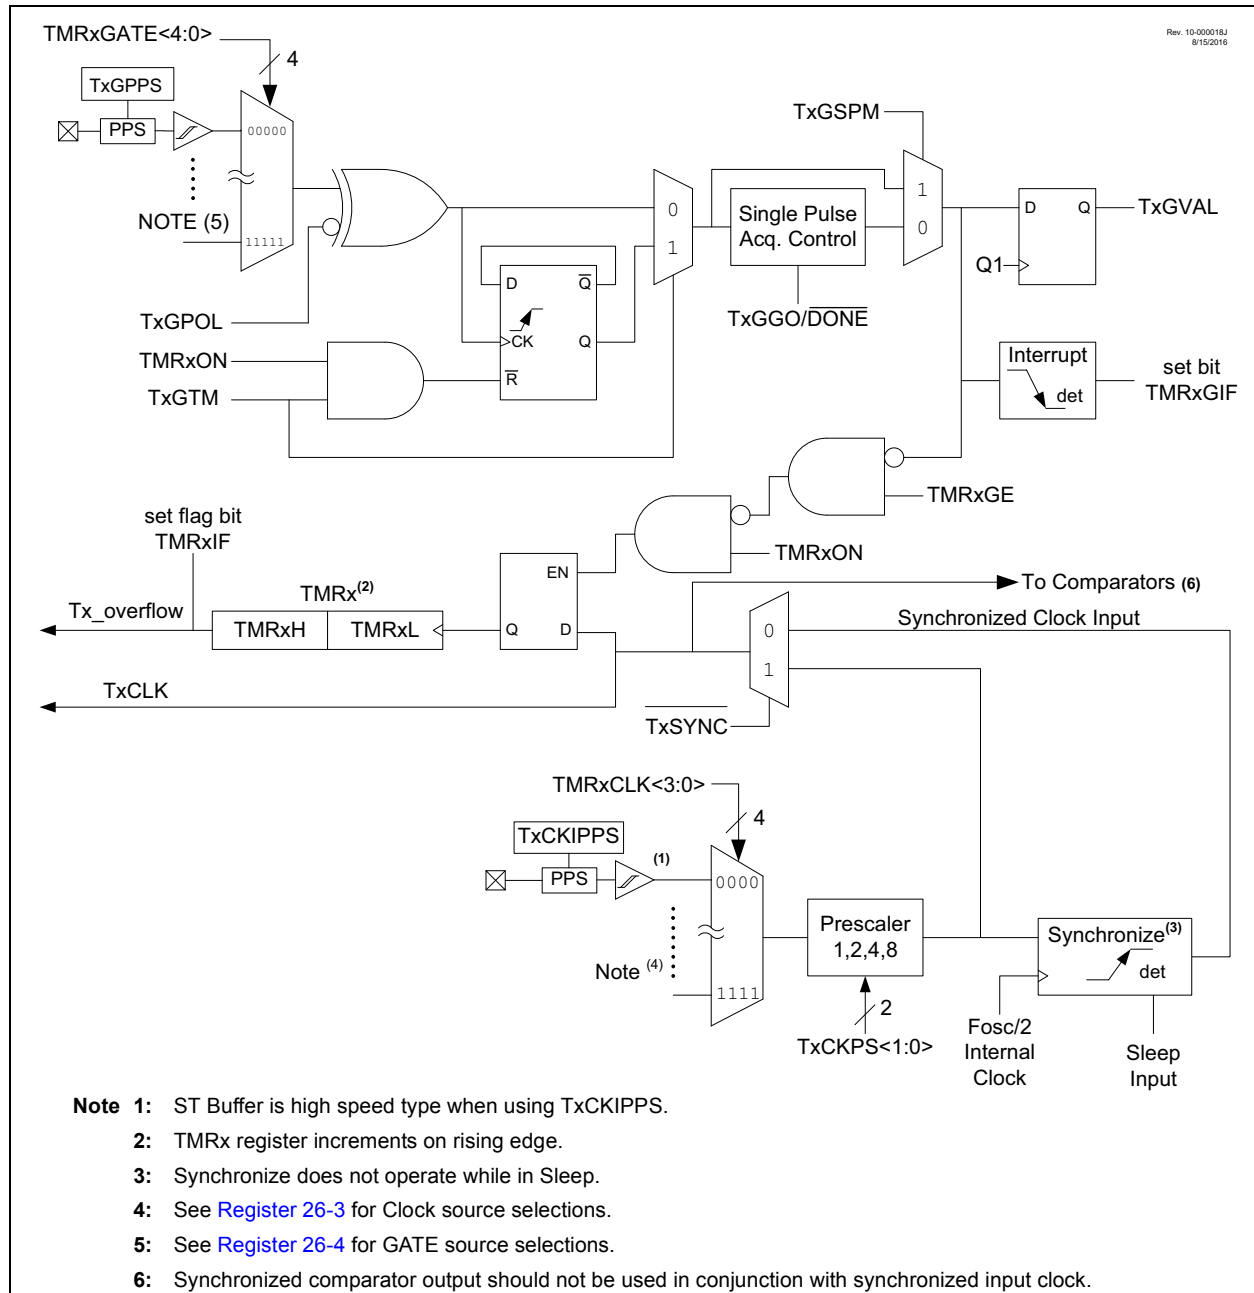 Rev. 10-000018J
8/15/2016
TMRxGATE<4:0>
4
TxGPPS
PPS
00000
NOTE (5)
11111
TxGSPM
0
1
Single Pulse
Acq. Control
1
0
D Q
TxGVAL
Q1
TxGGO/DONE
D Q
CK Q
R
TxGPOL
TMRxON
TxGTM
Interrupt
det
set bit
TMRxGIF
TMRxGE
TMRxON
set flag bit
TMRxIF
EN
Q D
TMRx(2)
Tx_overflow
TMRxH TMRxL
To Comparators (6)
Synchronized Clock Input
0
1
TxCLK
TxSYNC
TMRxCLK<3:0>
4
TxCKIPPS
PPS
(1)
0000
Note (4)
1111
Prescaler
1,2,4,8
2
TxCKPS<1:0>
Synchronize(3)
det
Fosc/2
Internal
Clock
Sleep
Input
Note 1: ST Buffer is high speed type when using TxCKIPPS.
2: TMRx register increments on rising edge.
3: Synchronize does not operate while in Sleep.
4: See Register 26-3 for Clock source selections.
5: See Register 26-4 for GATE source selections.
6: Synchronized comparator output should not be used in conjunction with synchronized input clock.